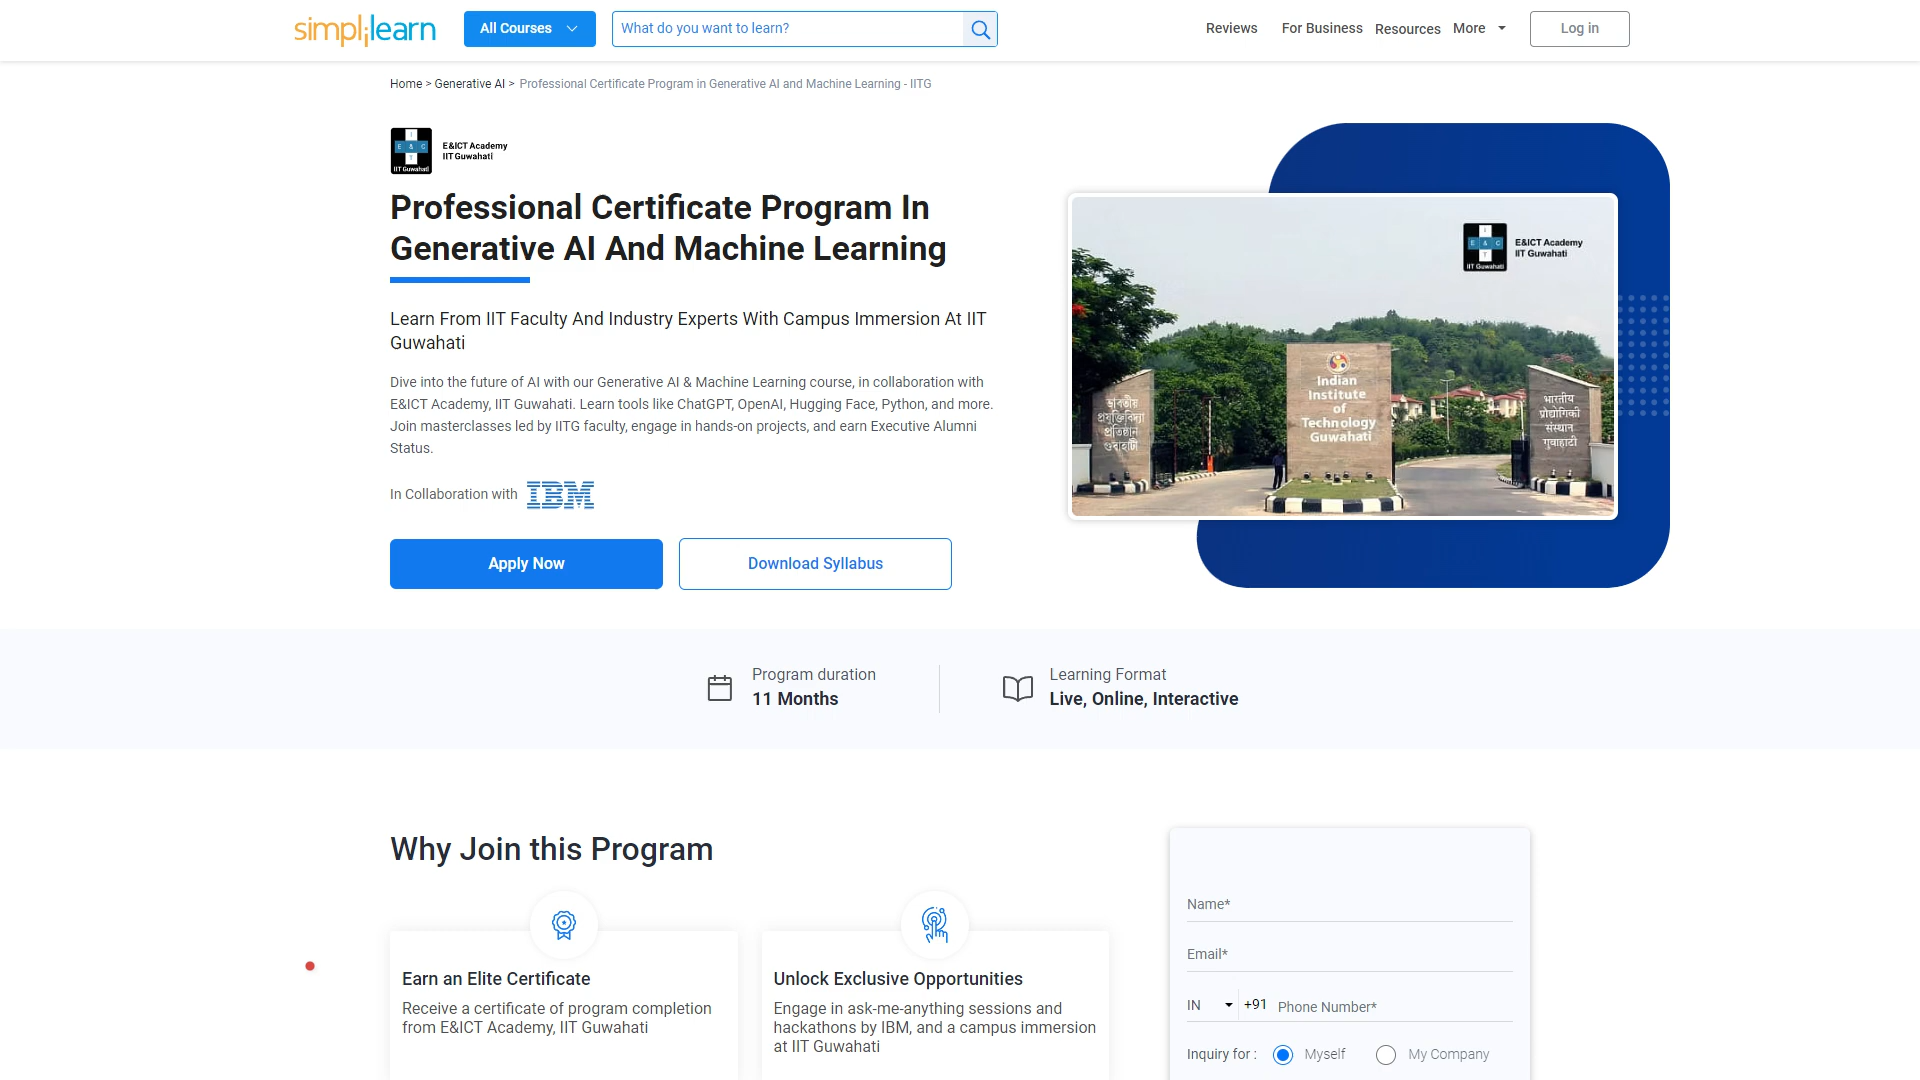 simplilearn
All Courses
What do you want to learn?
Reviews
For Business
Resources
More
Log in
Home > Generative AI > Professional Certificate Program in Generative AI and Machine Learning - IITG
I
E & C
T
IIT Guwahati
E&ICT Academy
IIT Guwahati
Professional Certificate Program In
Generative AI And Machine Learning
Learn From IIT Faculty And Industry Experts With Campus Immersion At IIT
Guwahati
Dive into the future of AI with our Generative AI & Machine Learning course, in collaboration with
E&ICT Academy, IIT Guwahati. Learn tools like ChatGPT, OpenAI, Hugging Face, Python, and more.
Join masterclasses led by IITG faculty, engage in hands-on projects, and earn Executive Alumni
Status.
In Collaboration with IBM
Apply Now
Download Syllabus
I
E & C
T
IIT Guwahati
E&ICT Academy
IIT Guwahati
ভাৰতীয়
প্ৰযুক্তিবিদ্যা
প্ৰতিষ্ঠান
গুৱাহাটী
Indian
Institute
of
Technology
Guwahati
भारतीय
प्रौद्योगिकी
संस्थान
गुवाहाटी
Program duration
11 Months
Learning Format
Live, Online, Interactive
Why Join this Program
Earn an Elite Certificate
Receive a certificate of program completion
from E&ICT Academy, IIT Guwahati
Unlock Exclusive Opportunities
Engage in ask-me-anything sessions and
hackathons by IBM, and a campus immersion
at IIT Guwahati
Name*
Email*
IN +91 Phone Number*
Inquiry for : Myself My Company